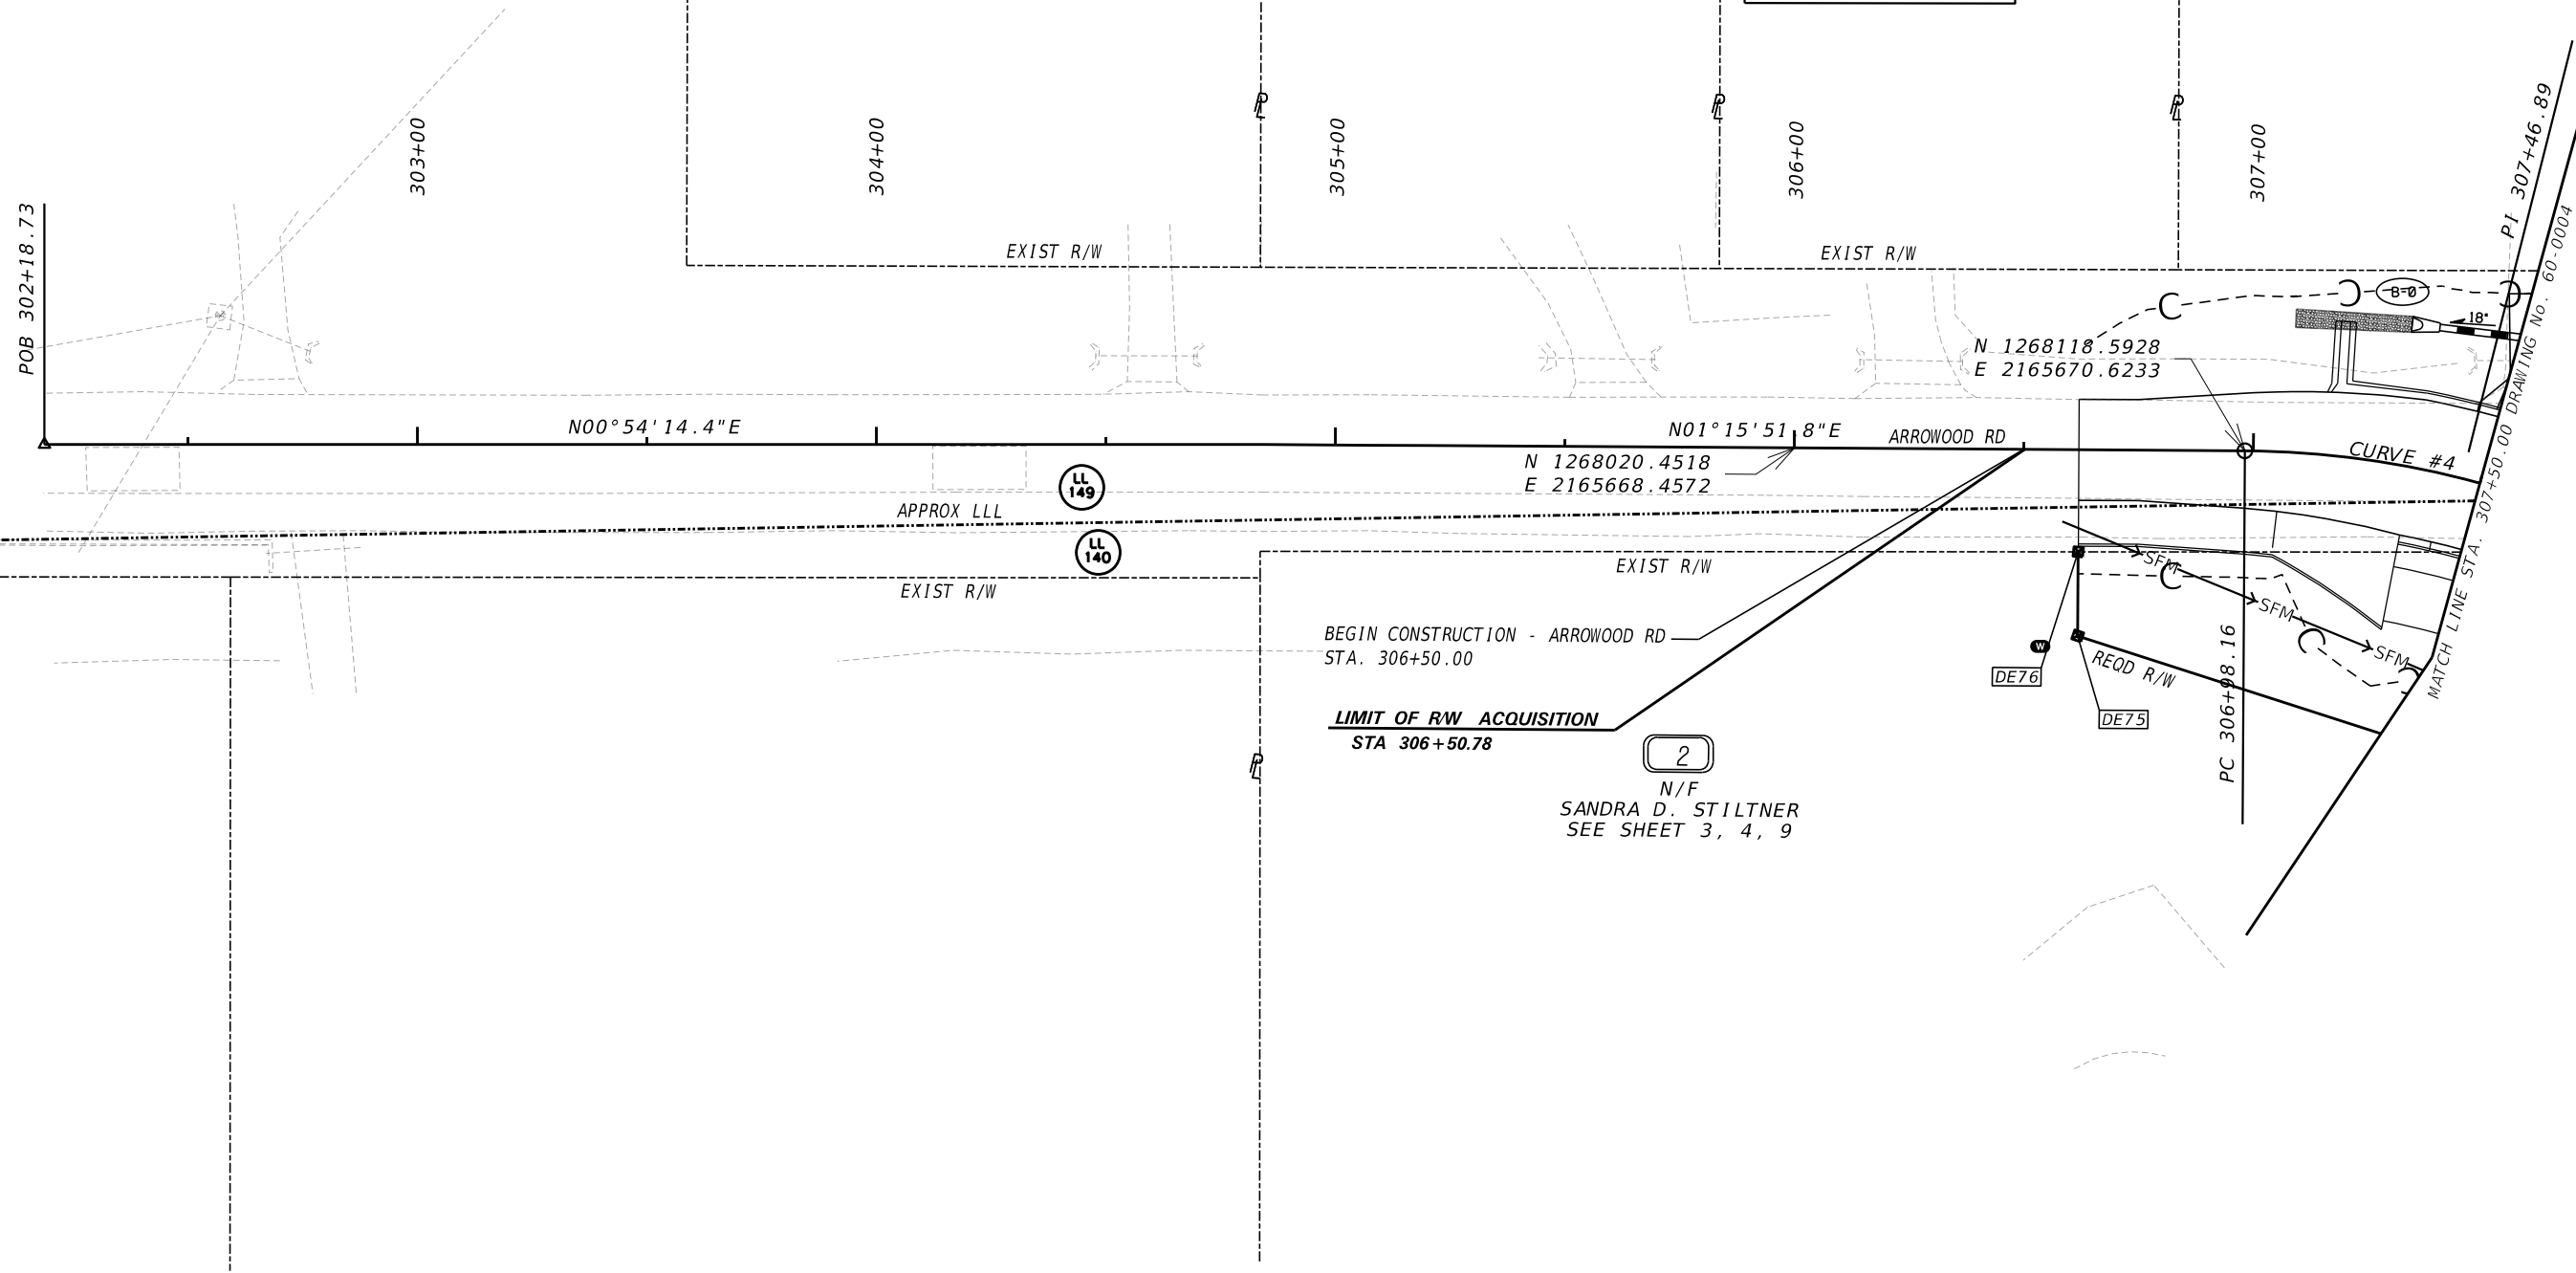 303+00
304+00
305+00
306+00
307+00
PI 307+46.89
POB 302+18.73
EXIST R/W
EXIST R/W
B-0
18"
N 1268118.5928
E 2165670.6233
N00°54'14.4"E
N01°15'51.8"E
ARROWOOD RD
CURVE #4
N 1268020.4518
E 2165668.4572
LL
149
APPROX LLL
LL
140
EXIST R/W
EXIST R/W
SFM
SFM
SFM
BEGIN CONSTRUCTION - ARROWOOD RD
STA. 306+50.00
W
DE76
REQD R/W
DE75
PC 306+98.16
MATCH LINE STA. 307+50.00 DRAWING No. 60-0004
LIMIT OF R/W ACQUISITION
STA 306+50.78
2
N/F
SANDRA D. STILTNER
SEE SHEET 3, 4, 9